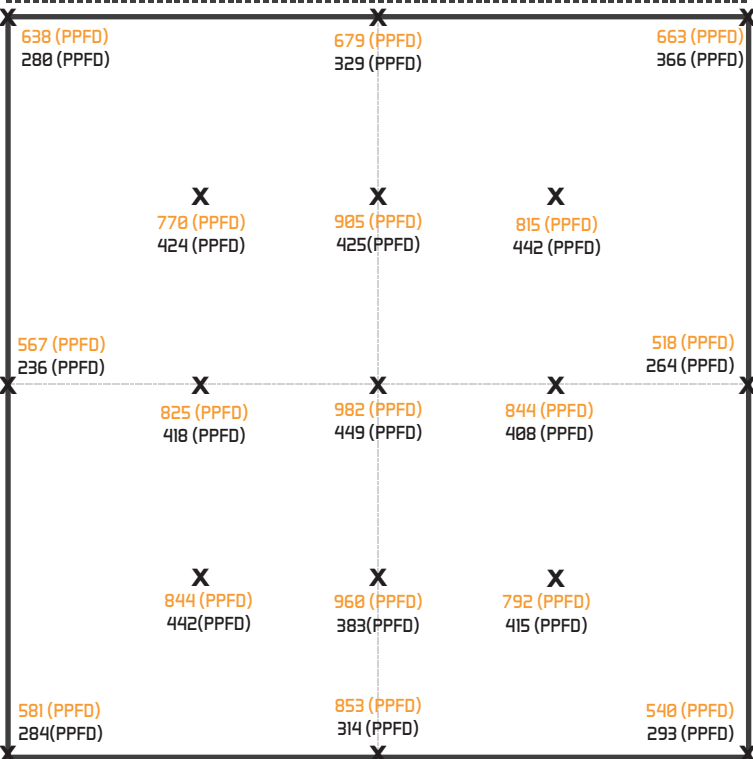 X X X
638 (PPFD) 679 (PPFD) 663 (PPFD)
280 (PPFD) 329 (PPFD) 366 (PPFD)
X X X
770 (PPFD) 905 (PPFD) 815 (PPFD)
424 (PPFD) 425(PPFD) 442 (PPFD)
567 (PPFD) 518 (PPFD)
236 (PPFD) 264 (PPFD)
X X X X X
825 (PPFD) 982 (PPFD) 844 (PPFD)
418 (PPFD) 449 (PPFD) 408 (PPFD)
X X X
844 (PPFD) 960 (PPFD) 792 (PPFD)
442(PPFD) 383(PPFD) 415 (PPFD)
581 (PPFD) 853 (PPFD) 540 (PPFD)
284(PPFD) 314 (PPFD) 293 (PPFD)
X X X